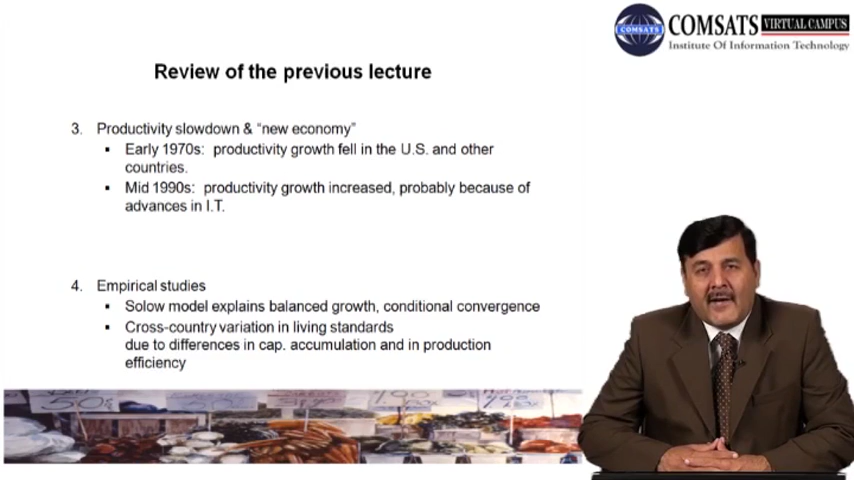 COMSATS VIRTUAL CAMPUS
COMSATS
Institute Of Information Technology
Review of the previous lecture
3. Productivity slowdown & "new economy"
▪ Early 1970s: productivity growth fell in the U.S. and other
countries.
▪ Mid 1990s: productivity growth increased, probably because of
advances in I.T.
4. Empirical studies
▪ Solow model explains balanced growth, conditional convergence
▪ Cross-country variation in living standards
due to differences in cap. accumulation and in production
efficiency